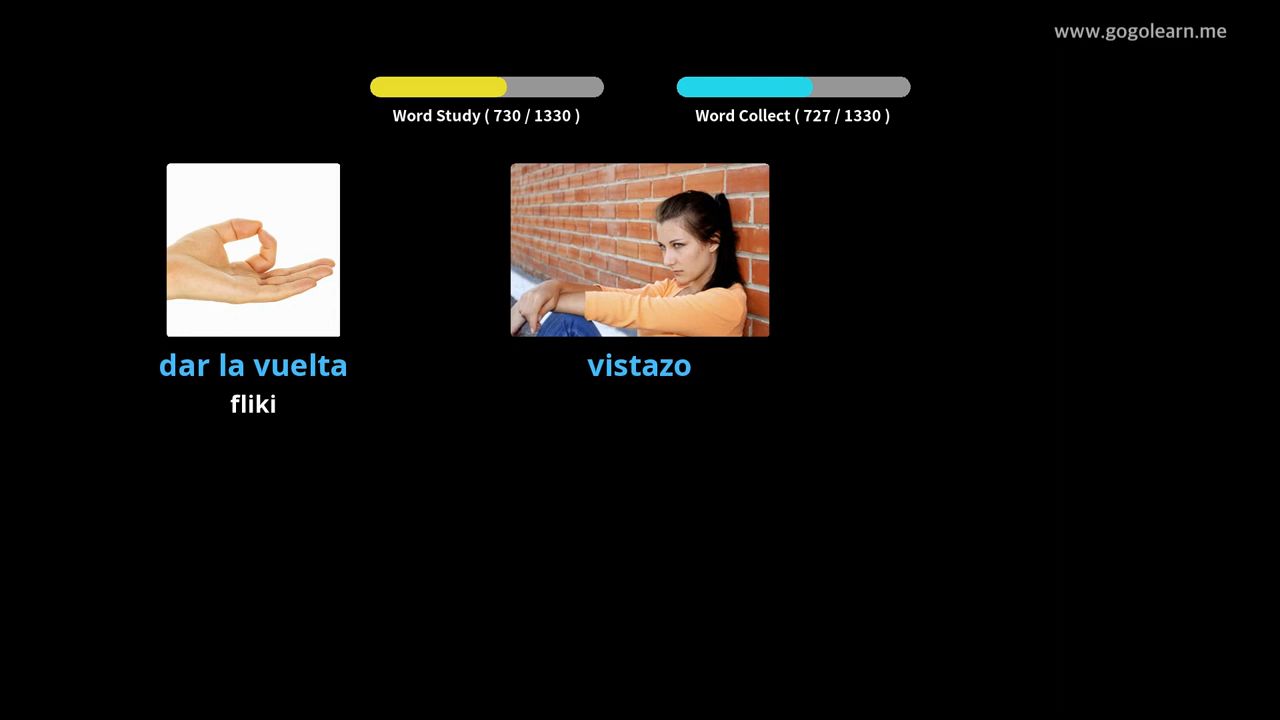 www.gogolearn.me
Word Study ( 730 / 1330 )
Word Collect ( 727 / 1330 )
dar la vuelta
fliki
vistazo